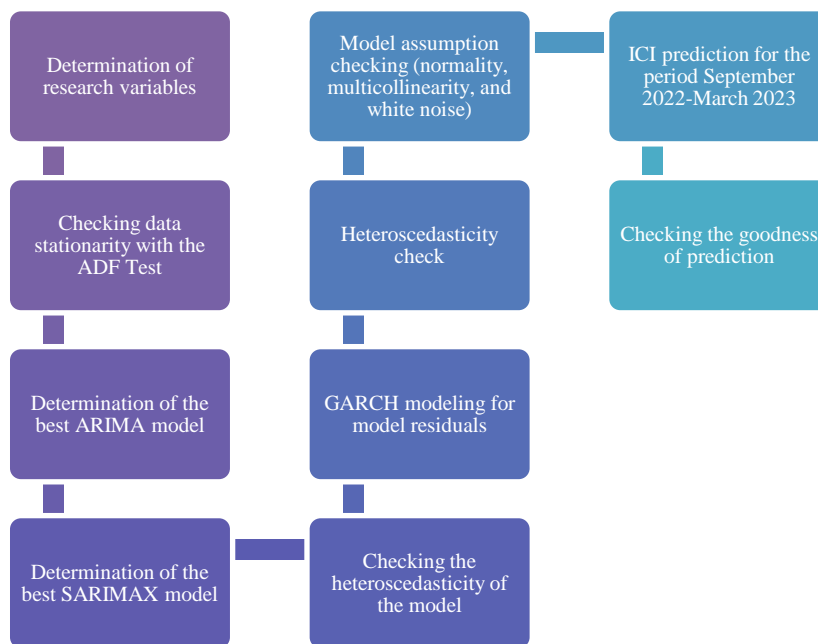 Determination of
research variables
Checking data
stationarity with the
ADF Test
Determination of the
best ARIMA model
Determination of the
best SARIMAX model
Checking the
heteroscedasticity of
the model
GARCH modeling for
model residuals
Heteroscedasticity
check
Model assumption
checking (normality,
multicollinearity, and
white noise)
ICI prediction for the
period September
2022-March 2023
Checking the goodness
of prediction